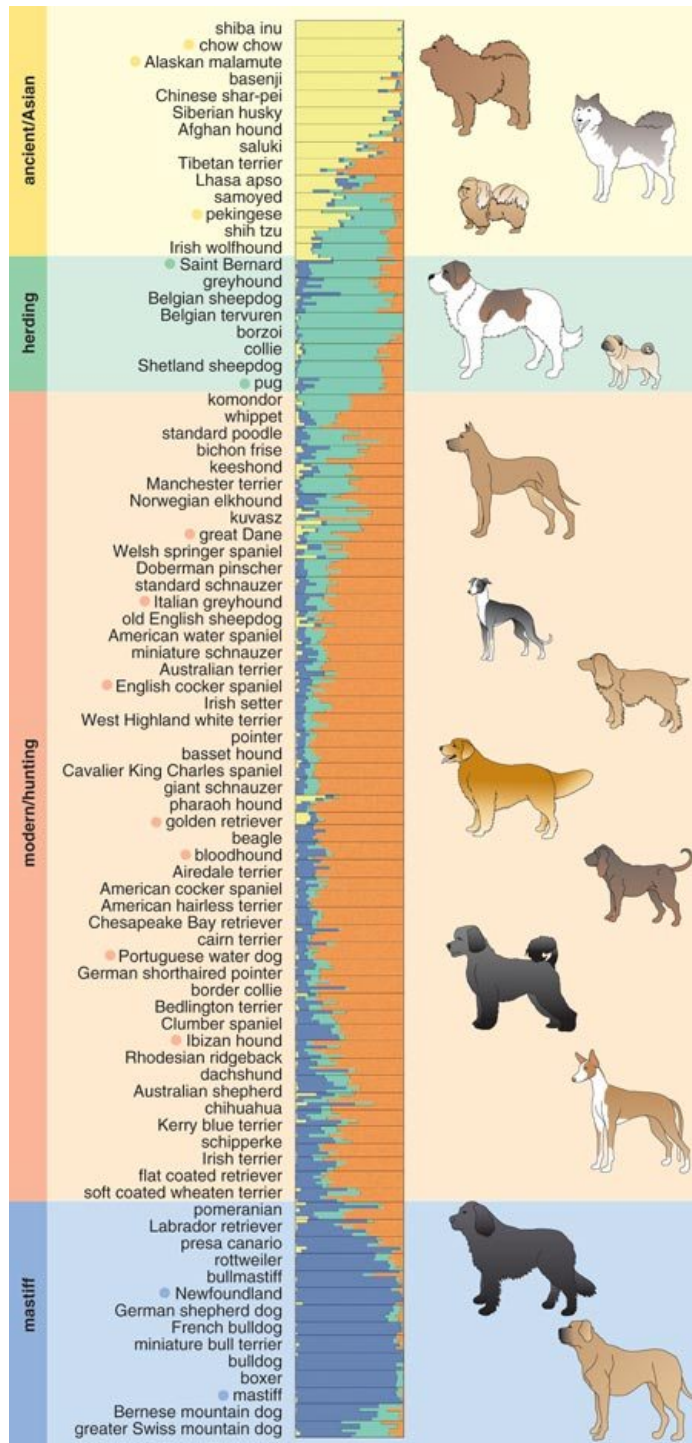 ancient/Asian
shiba inu
chow chow
Alaskan malamute
basenji
Chinese shar-pei
Siberian husky
Afghan hound
saluki
Tibetan terrier
Lhasa apso
samoyed
pekingese
shih tzu
Irish wolfhound
herding
Saint Bernard
greyhound
Belgian sheepdog
Belgian tervuren
borzoi
collie
Shetland sheepdog
pug
modern/hunting
komondor
whippet
standard poodle
bichon frise
keeshond
Manchester terrier
Norwegian elkhound
kuvasz
great Dane
Welsh springer spaniel
Doberman pinscher
standard schnauzer
Italian greyhound
old English sheepdog
American water spaniel
miniature schnauzer
Australian terrier
English cocker spaniel
Irish setter
West Highland white terrier
pointer
basset hound
Cavalier King Charles spaniel
giant schnauzer
pharaoh hound
golden retriever
beagle
bloodhound
Airedale terrier
American cocker spaniel
American hairless terrier
Chesapeake Bay retriever
cairn terrier
Portuguese water dog
German shorthaired pointer
border collie
Bedlington terrier
Clumber spaniel
Ibizan hound
Rhodesian ridgeback
dachshund
Australian shepherd
chihuahua
Kerry blue terrier
schipperke
Irish terrier
flat coated retriever
soft coated wheaten terrier
mastiff
pomeranian
Labrador retriever
presa canario
rottweiler
bullmastiff
Newfoundland
German shepherd dog
French bulldog
miniature bull terrier
bulldog
boxer
mastiff
Bernese mountain dog
greater Swiss mountain dog